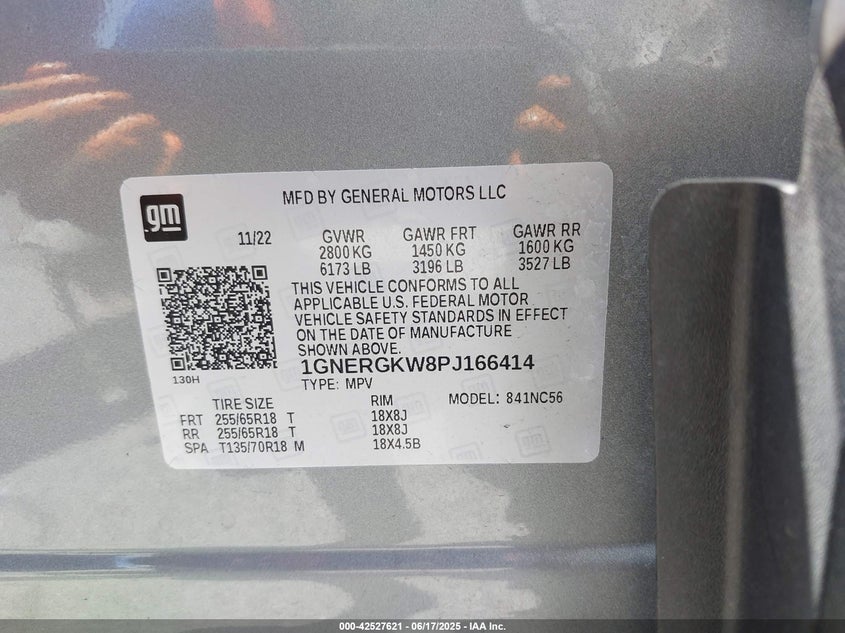 gm
MFD BY GENERAL MOTORS LLC
11/22
GVWR GAWR FRT GAWR RR
2800 KG 1450 KG 1600 KG
6173 LB 3196 LB 3527 LB
THIS VEHICLE CONFORMS TO ALL
APPLICABLE U.S. FEDERAL MOTOR
VEHICLE SAFETY STANDARDS IN EFFECT
ON THE DATE OF MANUFACTURE
SHOWN ABOVE.
130H
1GNERGKW8PJ166414
TYPE: MPV
TIRE SIZE RIM MODEL: 841NC56
FRT 255/65R18 T 18X8J
RR 255/65R18 T 18X8J
SPA T135/70R18 M 18X4.5B
000-42527621 - 06/17/2025 - IAA Inc.